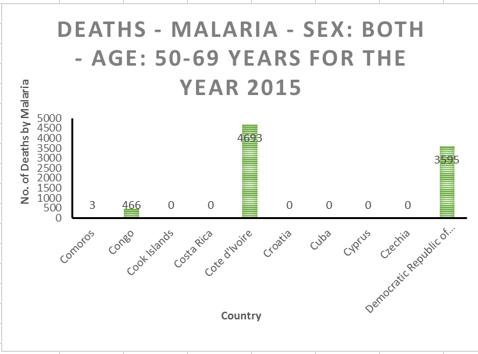 DEATHS - MALARIA - SEX: BOTH
- AGE: 50-69 YEARS FOR THE
YEAR 2015
No. of Deaths by Malaria
5000
4500
4000
3500
3000
2500
2000
1500
1000
500
0
3
466
0
0
4693
0
0
0
0
3595
Comoros
Congo
Cook Islands
Costa Rica
Cote d'Ivoire
Croatia
Cuba
Cyprus
Czechia
Democratic Republic of...
Country